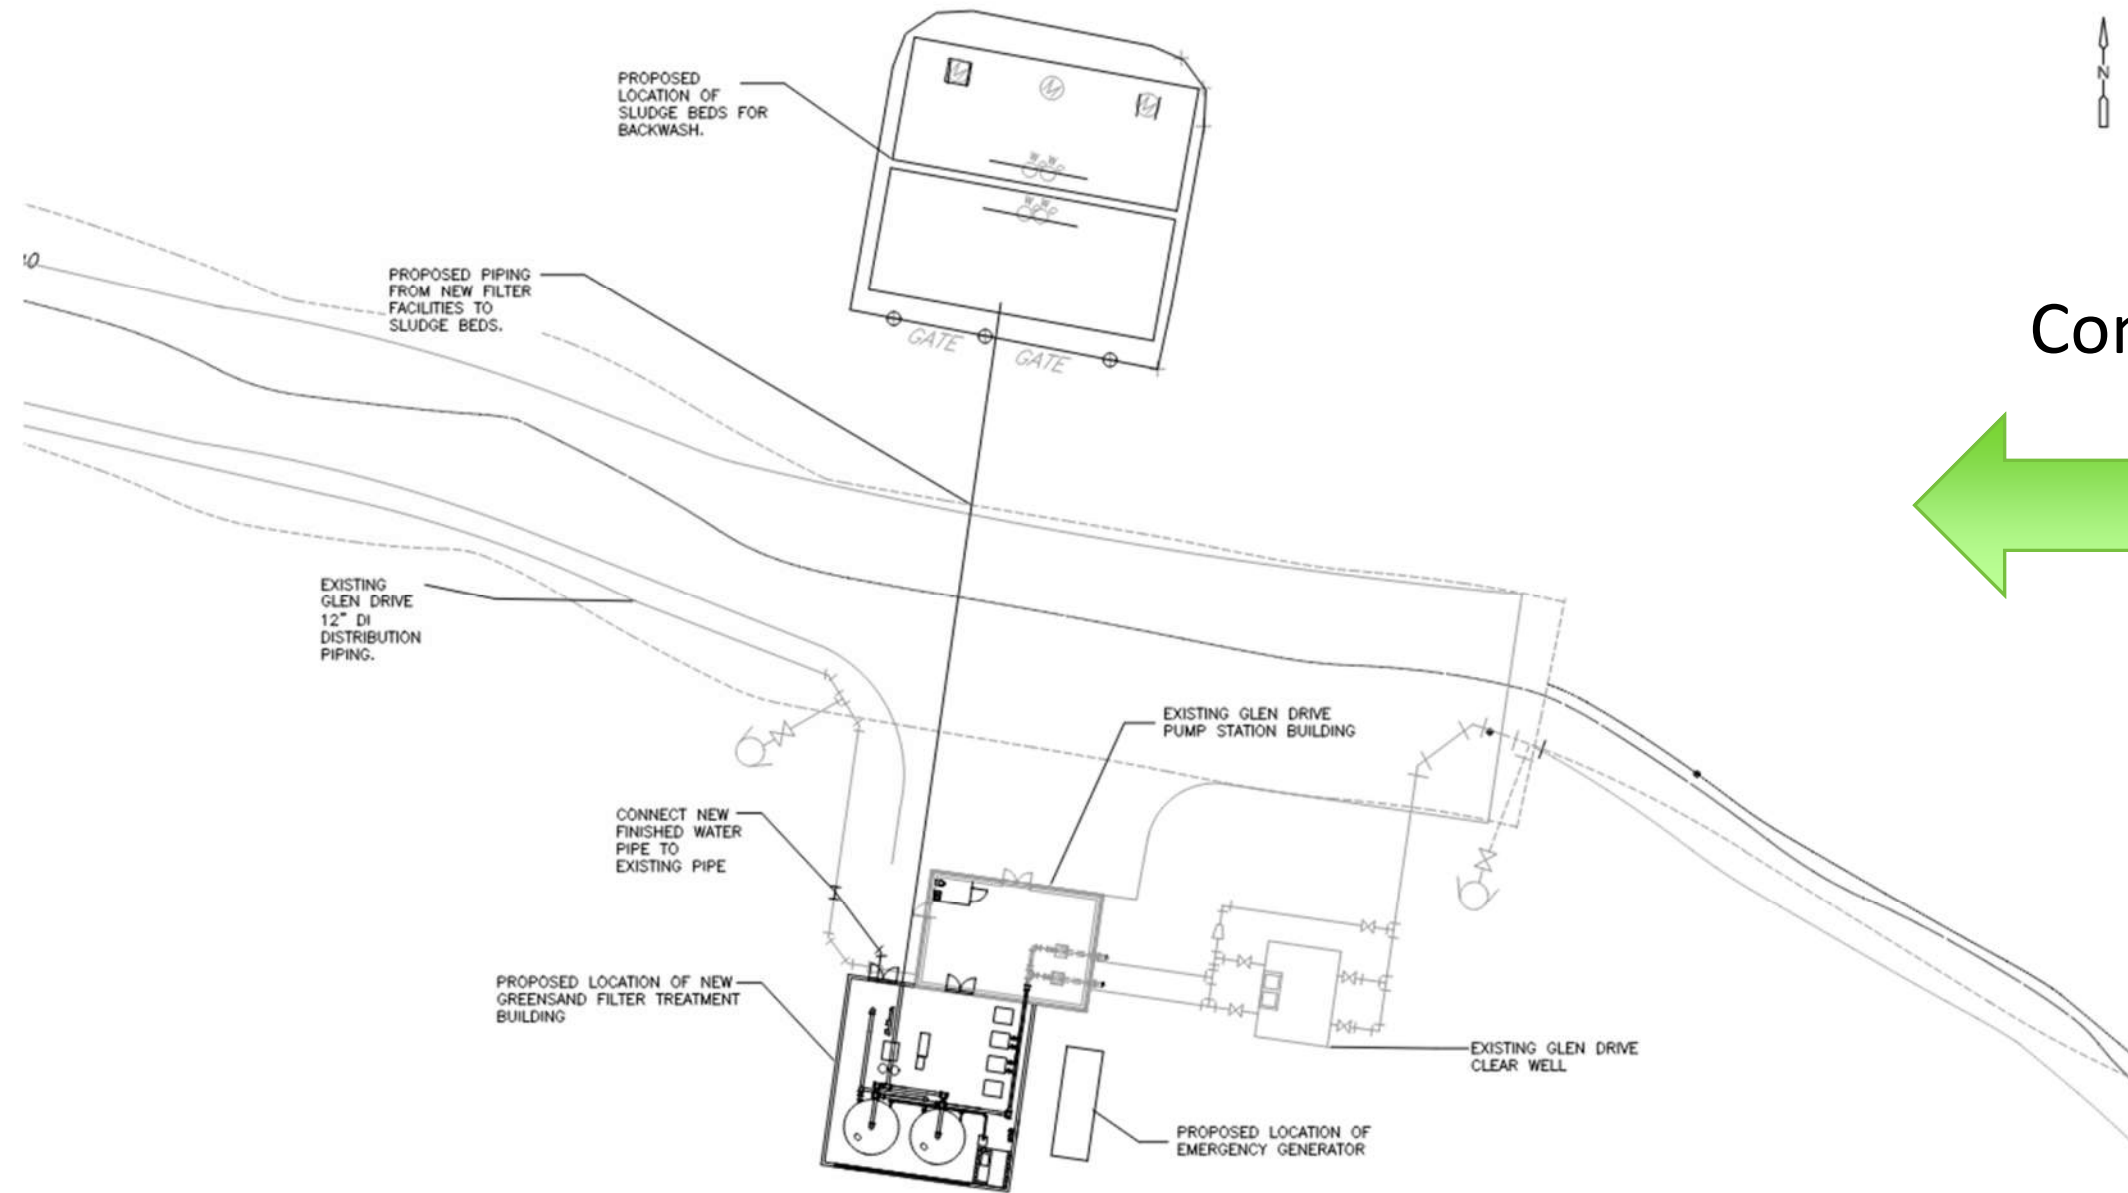 PROPOSED
LOCATION OF
SLUDGE BEDS FOR
BACKWASH.
N
PROPOSED PIPING
FROM NEW FILTER
FACILITIES TO
SLUDGE BEDS.
GATE
GATE
EXISTING
GLEN DRIVE
12" DI
DISTRIBUTION
PIPING.
EXISTING GLEN DRIVE
PUMP STATION BUILDING
CONNECT NEW
FINISHED WATER
PIPE TO
EXISTING PIPE
PROPOSED LOCATION OF NEW
GREENSAND FILTER TREATMENT
BUILDING
EXISTING GLEN DRIVE
CLEAR WELL
PROPOSED LOCATION OF
EMERGENCY GENERATOR